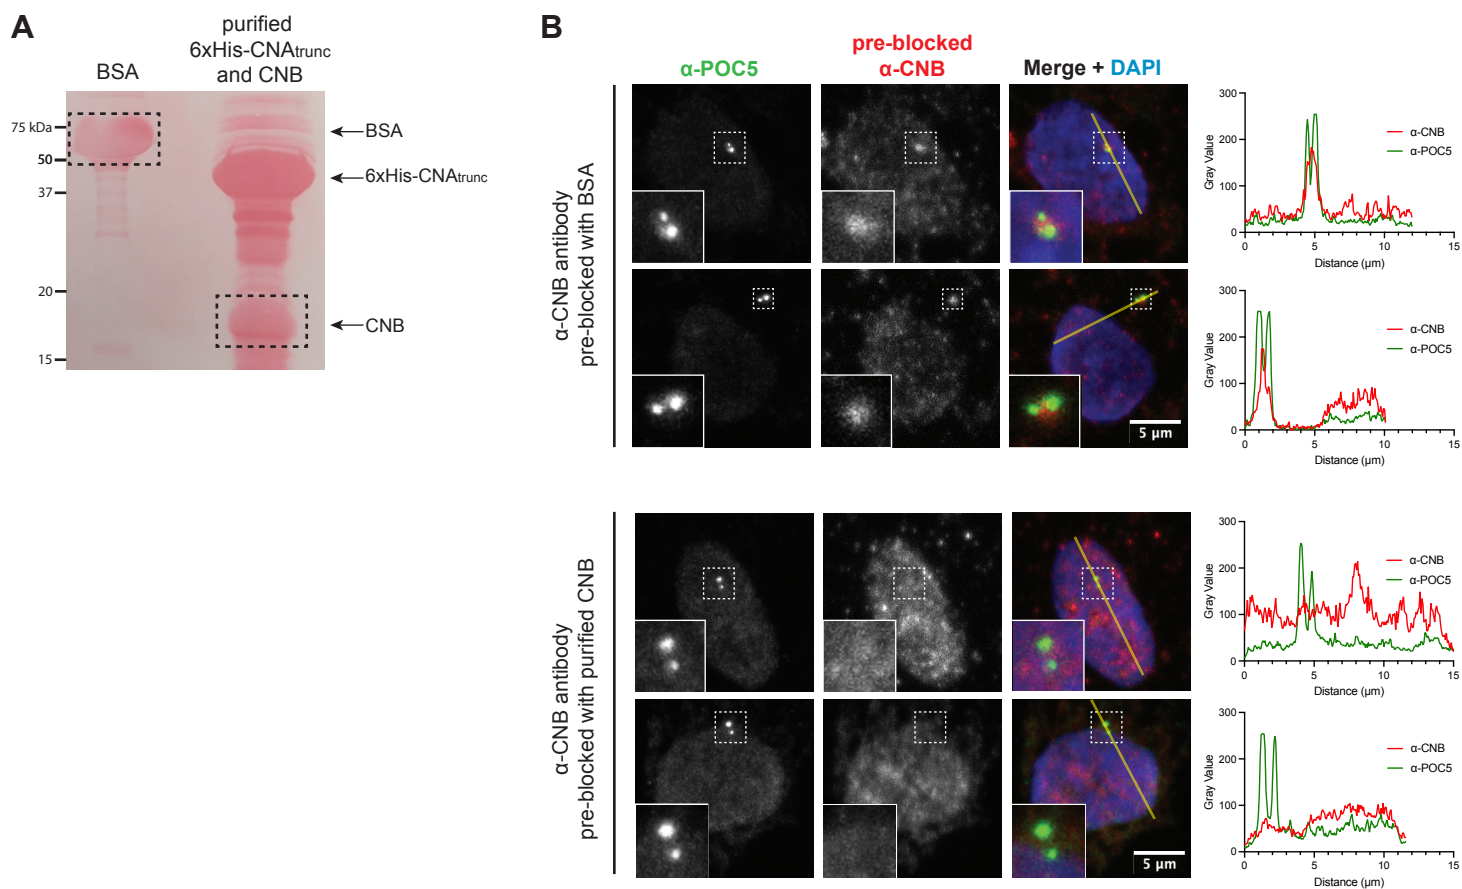 A
purified
6xHis-CNAtrunc
and CNB
BSA
75 kDa
50
37
20
15
BSA
6xHis-CNAtrunc
CNB
B
α-POC5
pre-blocked
α-CNB
Merge + DAPI
α-CNB antibody
pre-blocked with BSA
5 µm
300
200
100
0
Gray Value
0
5
10
15
Distance (µm)
α-CNB
α-POC5
300
200
100
0
Gray Value
0
5
10
15
Distance (µm)
α-CNB
α-POC5
α-CNB antibody
pre-blocked with purified CNB
5 µm
300
200
100
0
Gray Value
0
5
10
15
Distance (µm)
α-CNB
α-POC5
300
200
100
0
Gray Value
0
5
10
15
Distance (µm)
α-CNB
α-POC5